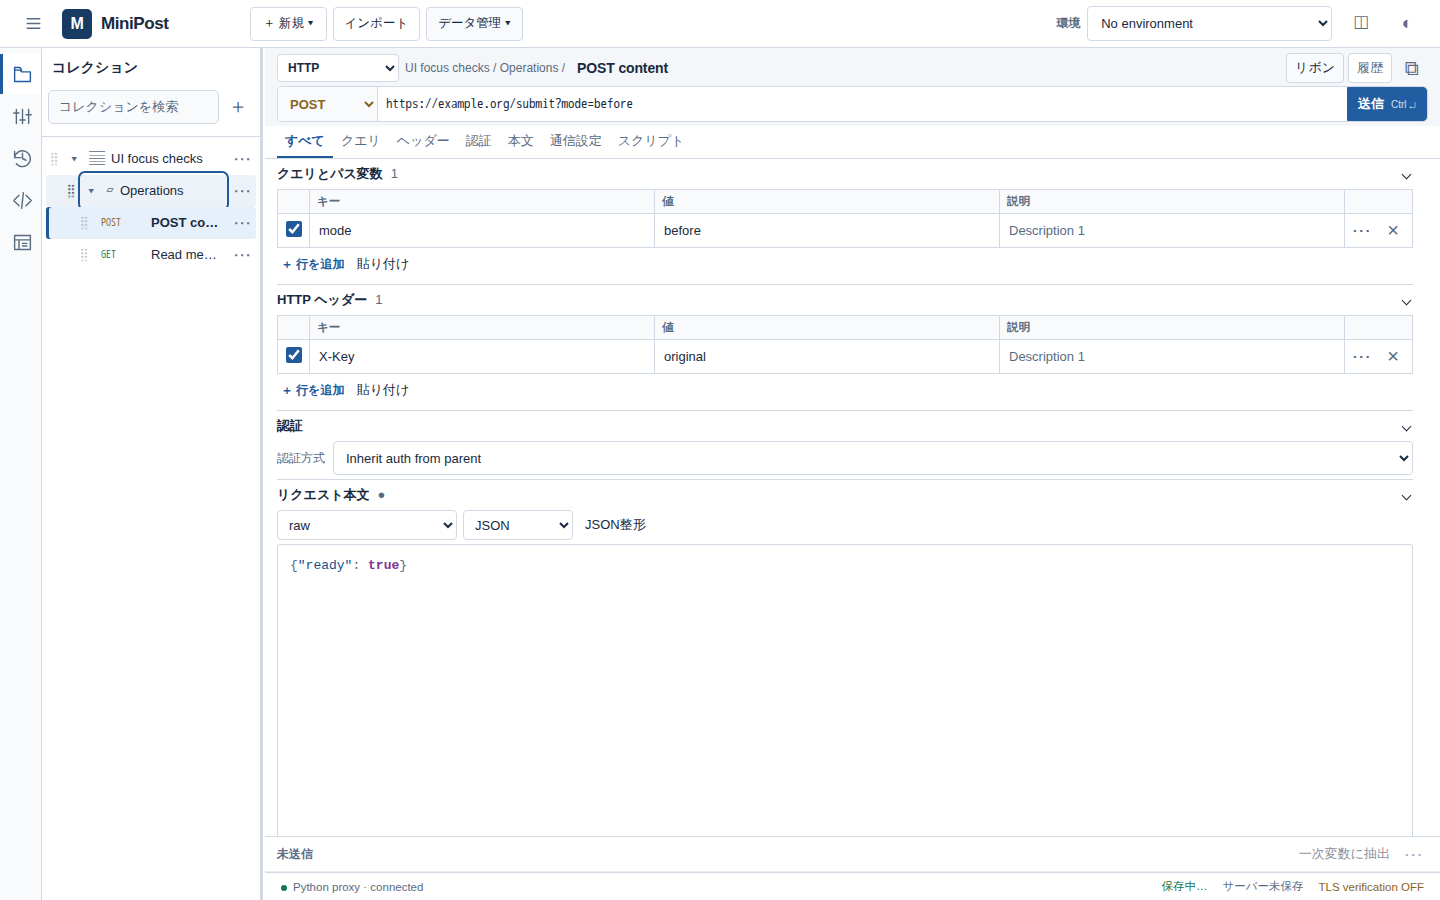 M MiniPost ＋ 新規 ▾ インポート データ管理 ▾ 環境 No environment
コレクション
コレクションを検索 ＋
UI focus checks ···
Operations ···
POST POST co… ···
GET Read me… ···
HTTP UI focus checks / Operations / POST content リボン 履歴
POST https://example.org/submit?mode=before 送信 Ctrl ⏎
すべて クエリ ヘッダー 認証 本文 通信設定 スクリプト
クエリとパス変数 1
キー 値 説明
mode before Description 1 ··· ×
＋ 行を追加 貼り付け
HTTP ヘッダー 1
キー 値 説明
X-Key original Description 1 ··· ×
＋ 行を追加 貼り付け
認証
認証方式 Inherit auth from parent
リクエスト本文 ●
raw JSON JSON整形
{"ready": true}
未送信 一次変数に抽出 ···
● Python proxy · connected 保存中… サーバー未保存 TLS verification OFF